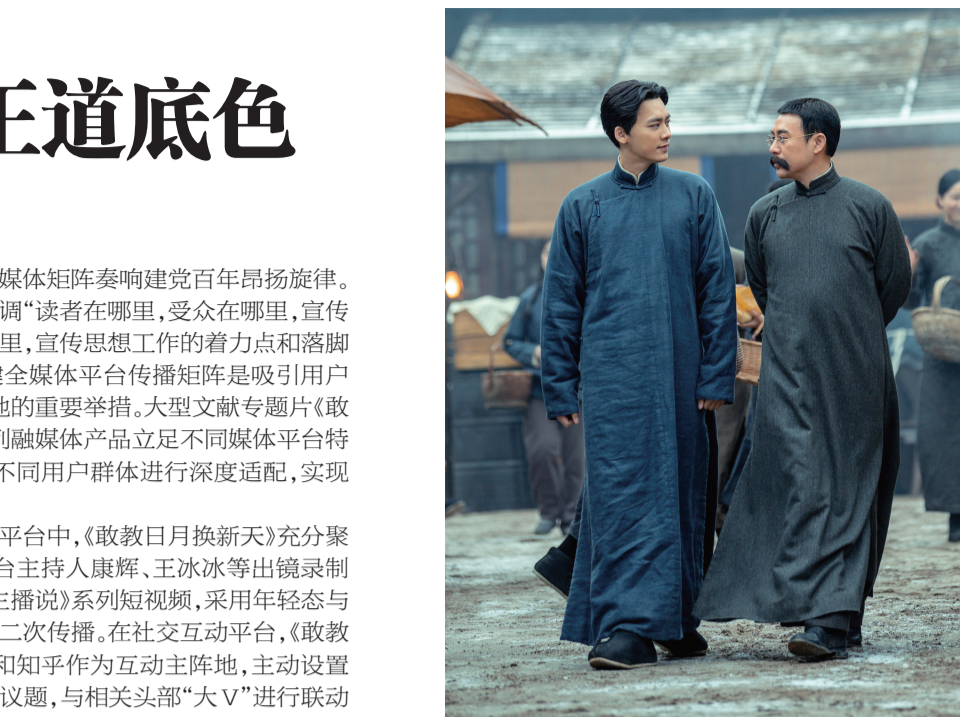 王道底色
媒体矩阵奏响建党百年昂扬旋律。
调“读者在哪里，受众在哪里，宣传
里，宣传思想工作的着力点和落脚
全媒体平台传播矩阵是吸引用户
的重要举措。大型文献专题片《敢
融媒体产品立足不同媒体平台特
不同用户群体进行深度适配，实现
平台中，《敢教日月换新天》充分聚
台主持人康辉、王冰冰等出镜录制
主播说》系列短视频，采用年轻态与
二次传播。在社交互动平台，《敢教
和知乎作为互动主阵地，主动设置
议题，与相关头部“大V”进行联动